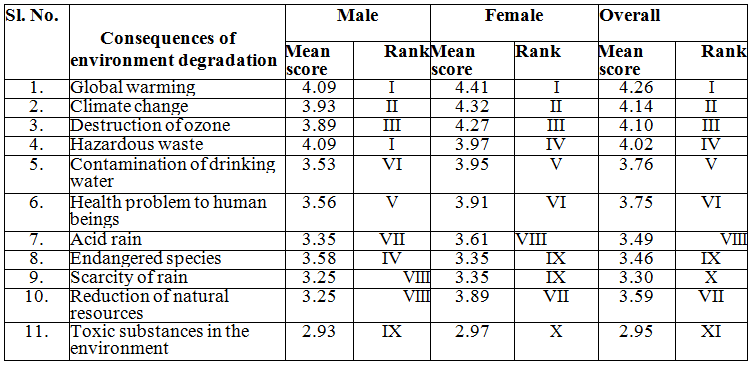 Sl. No. Consequences of environment degradation Male Female Overall
Mean score Rank Mean score Rank Mean score Rank
1. Global warming 4.09 I 4.41 I 4.26 I
2. Climate change 3.93 II 4.32 II 4.14 II
3. Destruction of ozone 3.89 III 4.27 III 4.10 III
4. Hazardous waste 4.09 I 3.97 IV 4.02 IV
5. Contamination of drinking 3.53 VI 3.95 V 3.76 V
water
6. Health problem to human 3.56 V 3.91 VI 3.75 VI
beings
7. Acid rain 3.35 VII 3.61 VIII 3.49 VIII
8. Endangered species 3.58 IV 3.35 IX 3.46 IX
9. Scarcity of rain 3.25 VIII 3.35 IX 3.30 X
10. Reduction of natural 3.25 VIII 3.89 VII 3.59 VII
resources
11. Toxic substances in the 2.93 IX 2.97 X 2.95 XI
environment